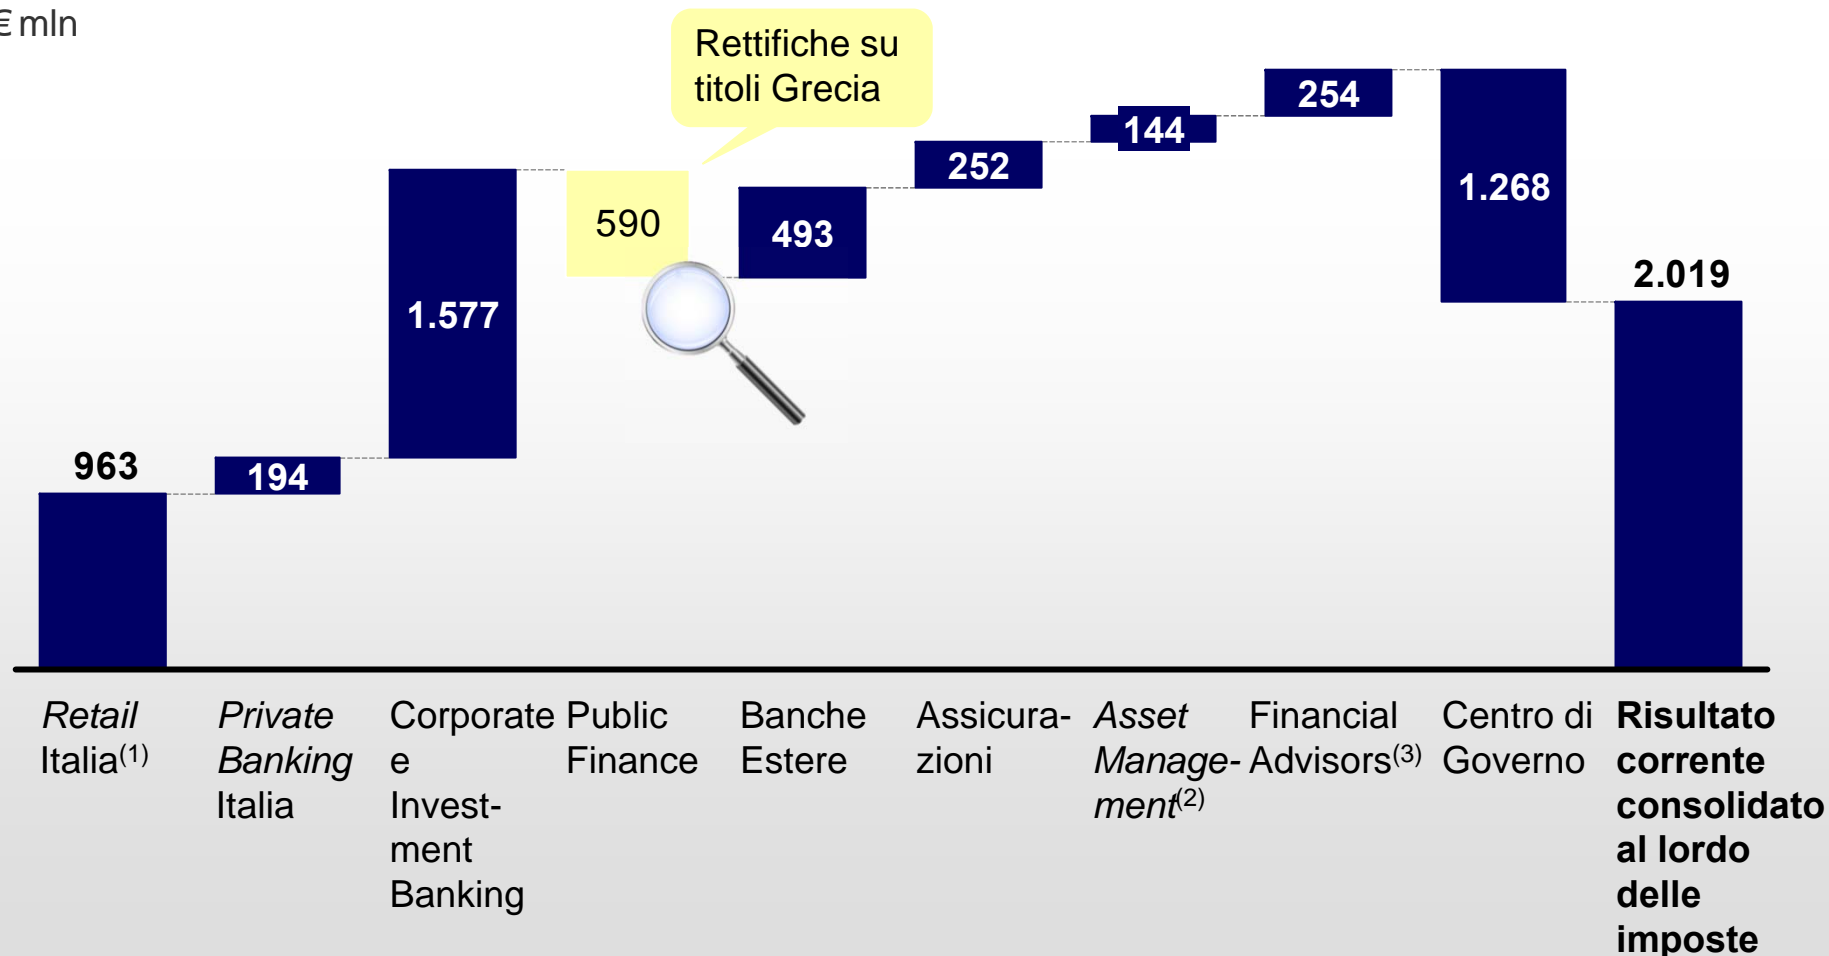 € mln
Rettifiche su
titoli Grecia
963
194
1.577
590
493
252
144
254
1.268
2.019
Retail
Italia(1)
Private
Banking
Italia
Corporate
e
Invest-
ment
Banking
Public
Finance
Banche
Estere
Assicura-
zioni
Asset
Manage-
ment(2)
Financial
Advisors(3)
Centro di
Governo
Risultato
corrente
consolidato
al lordo
delle
imposte